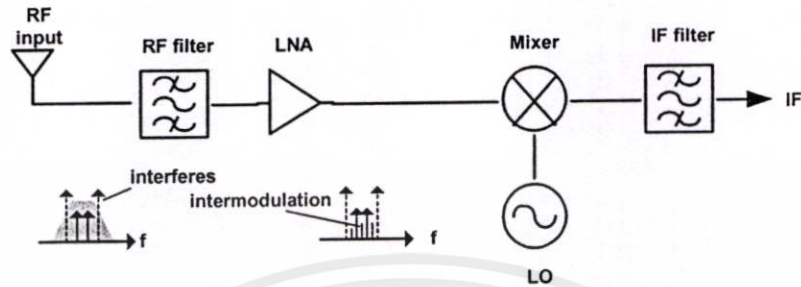 RF
input
RF filter
LNA
Mixer
IF filter
IF
interferes
intermodulation
f
f
LO